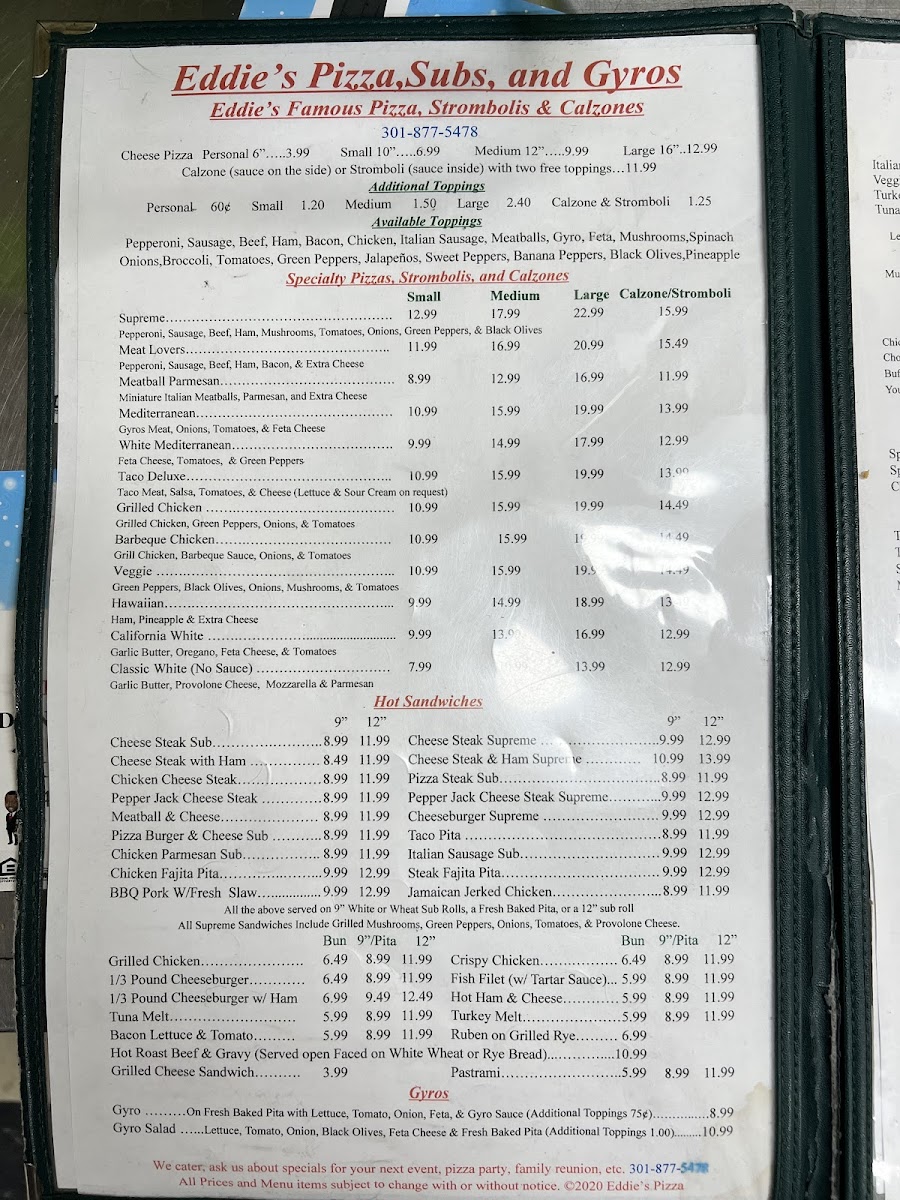 Eddie's Pizza,Subs, and Gyros
Eddie's Famous Pizza, Strombolis & Calzones
301-877-5478
Cheese Pizza Personal 6".....3.99 Small 10".....6.99 Medium 12".....9.99 Large 16"..12.99
Calzone (sauce on the side) or Stromboli (sauce inside) with two free toppings...11.99
Additional Toppings
Personal 60¢ Small 1.20 Medium 1.50 Large 2.40 Calzone & Stromboli 1.25
Available Toppings
Pepperoni, Sausage, Beef, Ham, Bacon, Chicken, Italian Sausage, Meatballs, Gyro, Feta, Mushrooms,Spinach
Onions,Broccoli, Tomatoes, Green Peppers, Jalapeños, Sweet Peppers, Banana Peppers, Black Olives,Pineapple
Specialty Pizzas, Strombolis, and Calzones
Small Medium Large Calzone/Stromboli
Supreme.......... 12.99 17.99 22.99 15.99
Pepperoni, Sausage, Beef, Ham, Mushrooms, Tomatoes, Onions, Green Peppers, & Black Olives
Meat Lovers.......... 11.99 16.99 20.99 15.49
Pepperoni, Sausage, Beef, Ham, Bacon, & Extra Cheese
Meatball Parmesan.......... 8.99 12.99 16.99 11.99
Miniature Italian Meatballs, Parmesan, and Extra Cheese
Mediterranean.......... 10.99 15.99 19.99 13.99
Gyros Meat, Onions, Tomatoes, & Feta Cheese
White Mediterranean.......... 9.99 14.99 17.99 12.99
Feta Cheese, Tomatoes, & Green Peppers
Taco Deluxe.......... 10.99 15.99 19.99 13.99
Taco Meat, Salsa, Tomatoes, & Cheese (Lettuce & Sour Cream on request)
Grilled Chicken .......... 10.99 15.99 19.99 14.49
Grilled Chicken, Green Peppers, Onions, & Tomatoes
Barbeque Chicken.......... 10.99 15.99 14.49
Grill Chicken, Barbeque Sauce, Onions, & Tomatoes
Veggie .......... 10.99 15.99 19.9 14.49
Green Peppers, Black Olives, Onions, Mushrooms, & Tomatoes
Hawaiian.......... 9.99 14.99 18.99 13
Ham, Pineapple & Extra Cheese
California White .......... 9.99 13.99 16.99 12.99
Garlic Butter, Oregano, Feta Cheese, & Tomatoes
Classic White (No Sauce) .......... 7.99 13.99 12.99
Garlic Butter, Provolone Cheese, Mozzarella & Parmesan
Hot Sandwiches
9" 12" 9" 12"
Cheese Steak Sub..........8.99 11.99 Cheese Steak Supreme ..........9.99 12.99
Cheese Steak with Ham .......... 8.49 11.99 Cheese Steak & Ham Supreme .......... 10.99 13.99
Chicken Cheese Steak..........8.99 11.99 Pizza Steak Sub..........8.99 11.99
Pepper Jack Cheese Steak ..........8.99 11.99 Pepper Jack Cheese Steak Supreme..........9.99 12.99
Meatball & Cheese.......... 8.99 11.99 Cheeseburger Supreme .......... 9.99 12.99
Pizza Burger & Cheese Sub ..........8.99 11.99 Taco Pita ..........8.99 11.99
Chicken Parmesan Sub.......... 8.99 11.99 Italian Sausage Sub.......... 9.99 12.99
Chicken Fajita Pita..........9.99 12.99 Steak Fajita Pita.......... 9.99 12.99
BBQ Pork W/Fresh Slaw..........9.99 12.99 Jamaican Jerked Chicken..........8.99 11.99
All the above served on 9" White or Wheat Sub Rolls, a Fresh Baked Pita, or a 12" sub roll
All Supreme Sandwiches Include Grilled Mushrooms, Green Peppers, Onions, Tomatoes, & Provolone Cheese.
Bun 9"/Pita 12" Bun 9"/Pita 12"
Grilled Chicken.......... 6.49 8.99 11.99 Crispy Chicken.......... 6.49 8.99 11.99
1/3 Pound Cheeseburger.......... 6.49 8.99 11.99 Fish Filet (w/ Tartar Sauce)... 5.99 8.99 11.99
1/3 Pound Cheeseburger w/ Ham 6.99 9.49 12.49 Hot Ham & Cheese.......... 5.99 8.99 11.99
Tuna Melt.......... 5.99 8.99 11.99 Turkey Melt..........5.99 8.99 11.99
Bacon Lettuce & Tomato......... 5.99 8.99 11.99 Ruben on Grilled Rye......... 6.99
Hot Roast Beef & Gravy (Served open Faced on White Wheat or Rye Bread)..........10.99
Grilled Cheese Sandwich......... 3.99 Pastrami..........5.99 8.99 11.99
Gyros
Gyro .........On Fresh Baked Pita with Lettuce, Tomato, Onion, Feta, & Gyro Sauce (Additional Toppings 75¢)..........8.99
Gyro Salad ......Lettuce, Tomato, Onion, Black Olives, Feta Cheese & Fresh Baked Pita (Additional Toppings 1.00).........10.99
We cater, ask us about specials for your next event, pizza party, family reunion, etc. 301-877-5478
All Prices and Menu items subject to change with or without notice. ©2020 Eddie's Pizza